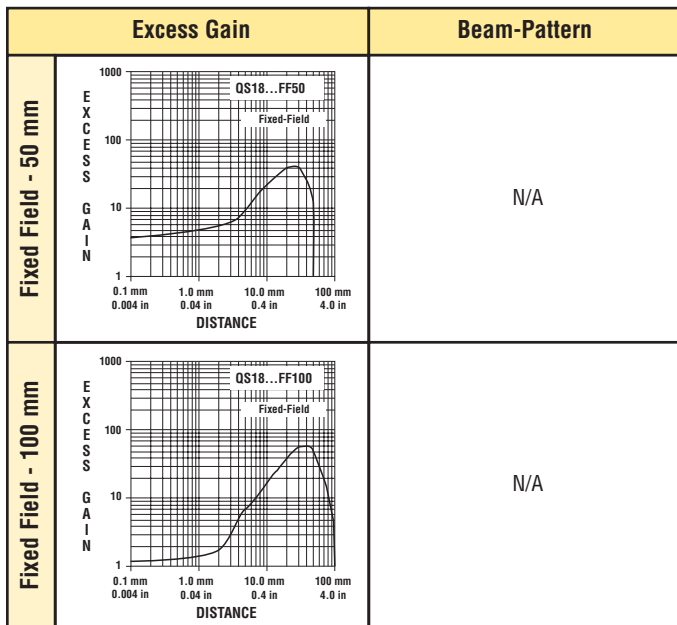 Excess Gain
Beam-Pattern
Fixed Field - 50 mm
EXCESS GAIN
1000
100
10
1
QS18...FF50
Fixed-Field
0.1 mm 1.0 mm 10.0 mm 100 mm
0.004 in 0.04 in 0.4 in 4.0 in
DISTANCE
N/A
Fixed Field - 100 mm
EXCESS GAIN
1000
100
10
1
QS18...FF100
Fixed-Field
0.1 mm 1.0 mm 10.0 mm 100 mm
0.004 in 0.04 in 0.4 in 4.0 in
DISTANCE
N/A